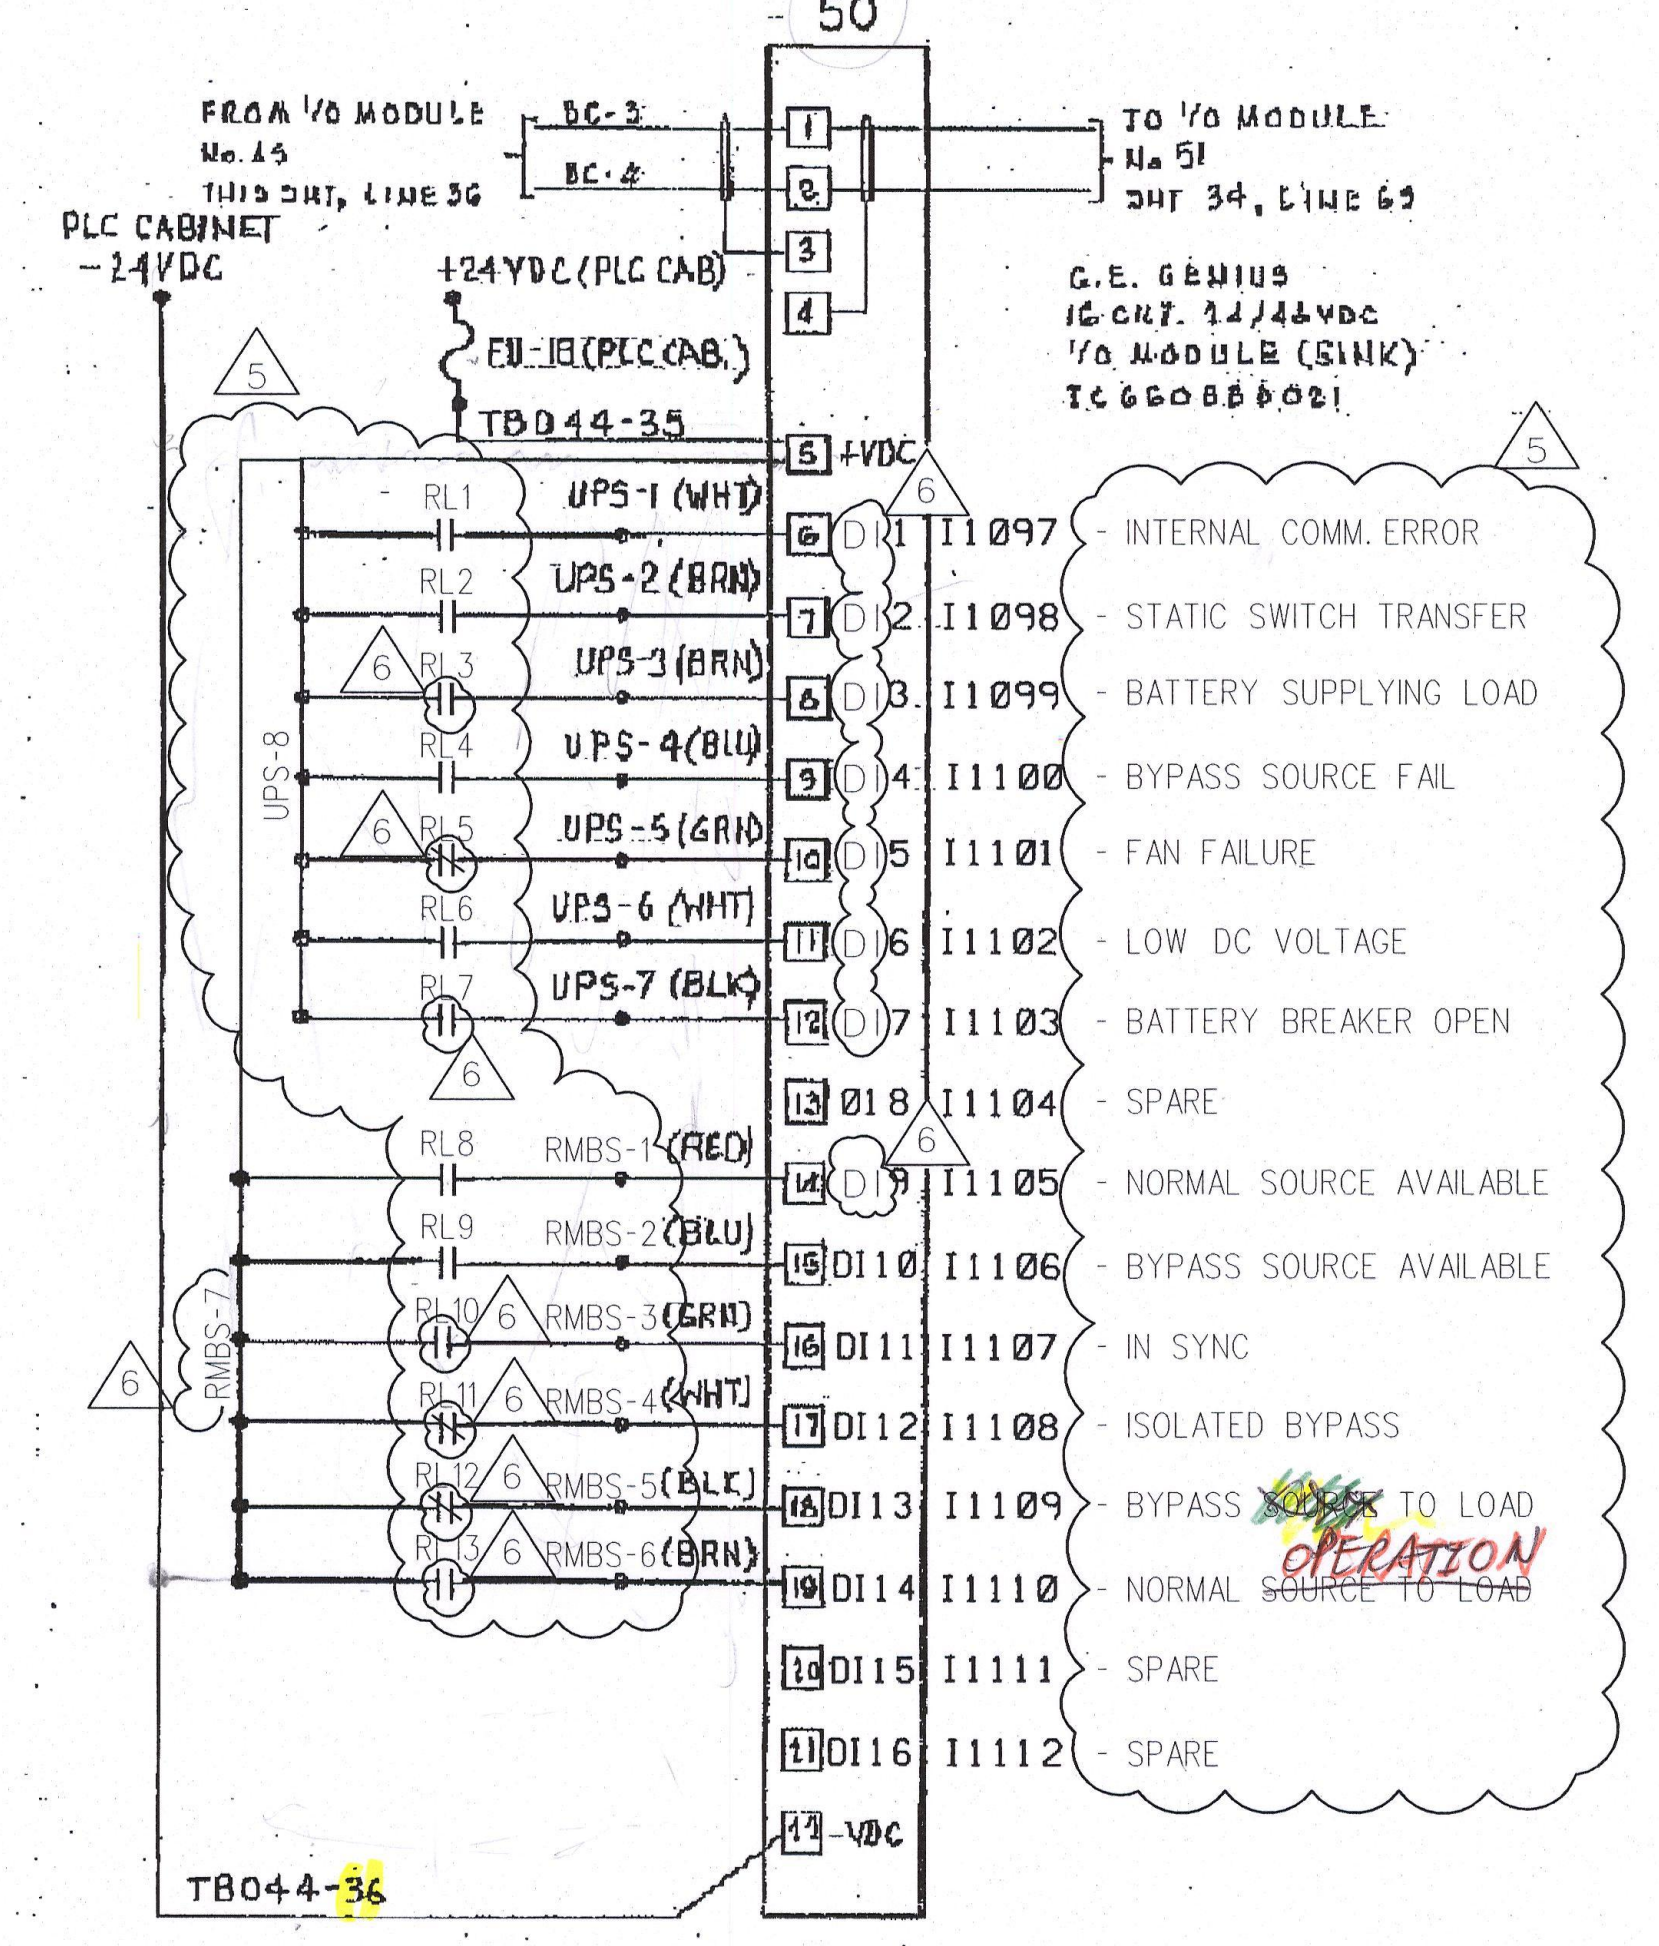 50
FROM I/O MODULE
BC-3
1
TO I/O MODULE
No. 45
No 51
BC-4
2
THIS SHT, LINE 36
SHT 34, LINE 69
PLC CABINET
-24VDC
3
+24VDC (PLC CAB)
4
G.E. GENIUS
I/O MODULE (SINK)
5
TB044-35
5
5 +VDC
RL1 UPS-1 (WHT)
6
6 DI1 I1097 - INTERNAL COMM. ERROR
RL2 UPS-2 (BRN)
7 DI2 I1098 - STATIC SWITCH TRANSFER
6 RL3 UPS-3 (BRN)
8 DI3 I1099 - BATTERY SUPPLYING LOAD
UPS-8
RL4 UPS-4 (BLU)
9 DI4 I1100 - BYPASS SOURCE FAIL
6 RL5 UPS-5 (GRN)
10 DI5 I1101 - FAN FAILURE
RL6 UPS-6 (WHT)
11 DI6 I1102 - LOW DC VOLTAGE
RL7 UPS-7 (BLK)
12 DI7 I1103 - BATTERY BREAKER OPEN
6
13 018 I1104 - SPARE
6
RL8 RMBS-1 (RED)
14 DI9 I1105 - NORMAL SOURCE AVAILABLE
RL9 RMBS-2 (BLU)
15 DI10 I1106 - BYPASS SOURCE AVAILABLE
RL10 6 RMBS-3 (GRN)
16 DI11 I1107 - IN SYNC
6 RMBS-7
RL11 6 RMBS-4 (WHT)
17 DI12 I1108 - ISOLATED BYPASS
RL12 6 RMBS-5 (BLK)
18 DI13 I1109 - BYPASS SOURCE TO LOAD
OPERATION
RL13 6 RMBS-6 (BRN)
19 DI14 I1110 - NORMAL SOURCE TO LOAD
20 DI15 I1111 - SPARE
21 DI16 I1112 - SPARE
22 -VDC
TB044-36